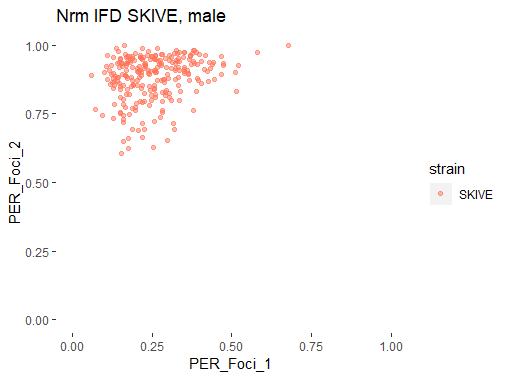 Nrm IFD SKIVE, male
PER_Foci_2
1.00
0.75
0.50
0.25
0.00
0.00 0.25 0.50 0.75 1.00
PER_Foci_1
strain
SKIVE